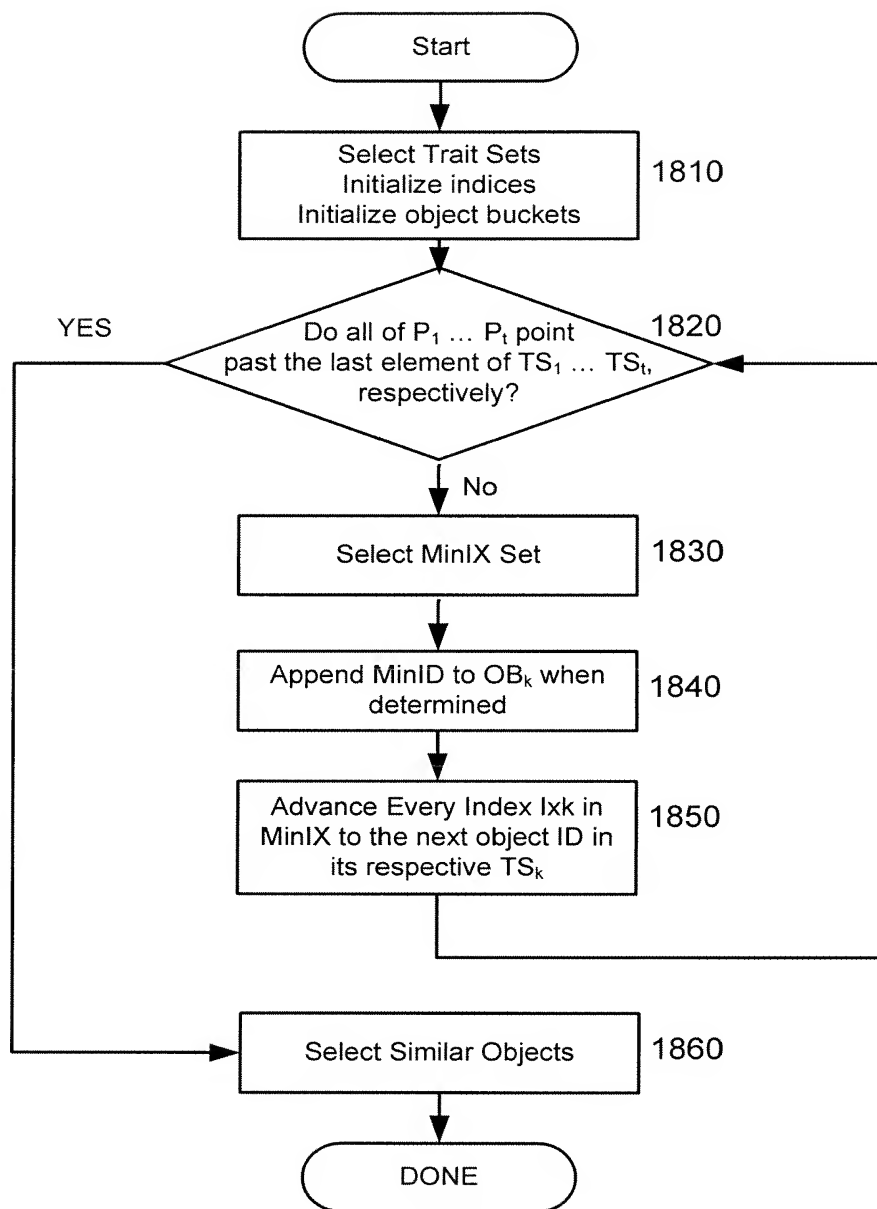 Start
Select Trait Sets
Initialize indices
Initialize object buckets
1810
YES
Do all of P₁ ... Pₜ point
past the last element of TS₁ ... TSₜ,
respectively?
1820
No
Select MinIX Set
1830
Append MinID to OBₖ when
determined
1840
Advance Every Index Ixk in
MinIX to the next object ID in
its respective TSₖ
1850
Select Similar Objects
1860
DONE